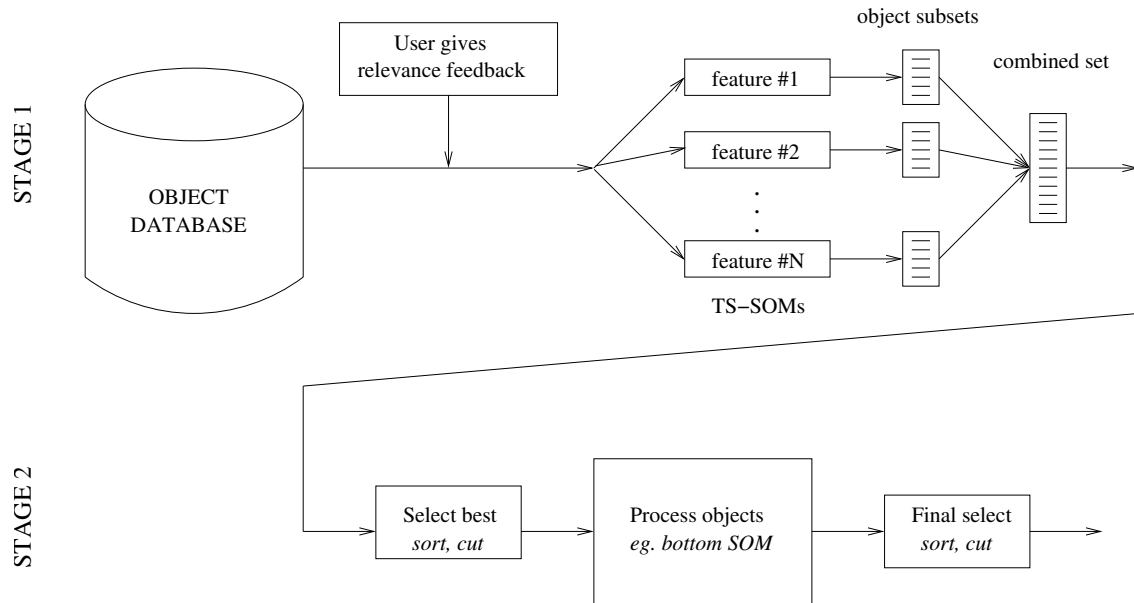 STAGE 1
OBJECT
DATABASE
User gives
relevance feedback
feature #1
feature #2
.
.
.
feature #N
TS−SOMs
object subsets
combined set
STAGE 2
Select best
sort, cut
Process objects
eg. bottom SOM
Final select
sort, cut